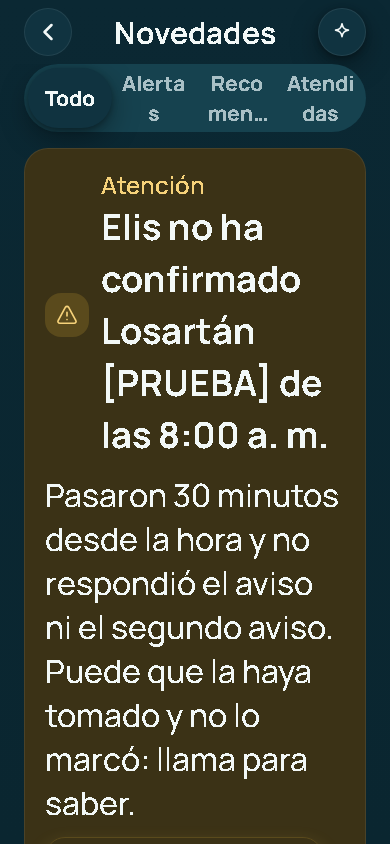 Novedades
Todo
Alerta
s
Reco
men…
Atendi
das
Atención
Elis no ha
confirmado
Losartán
[PRUEBA] de
las 8:00 a. m.
Pasaron 30 minutos
desde la hora y no
respondió el aviso
ni el segundo aviso.
Puede que la haya
tomado y no lo
marcó: llama para
saber.